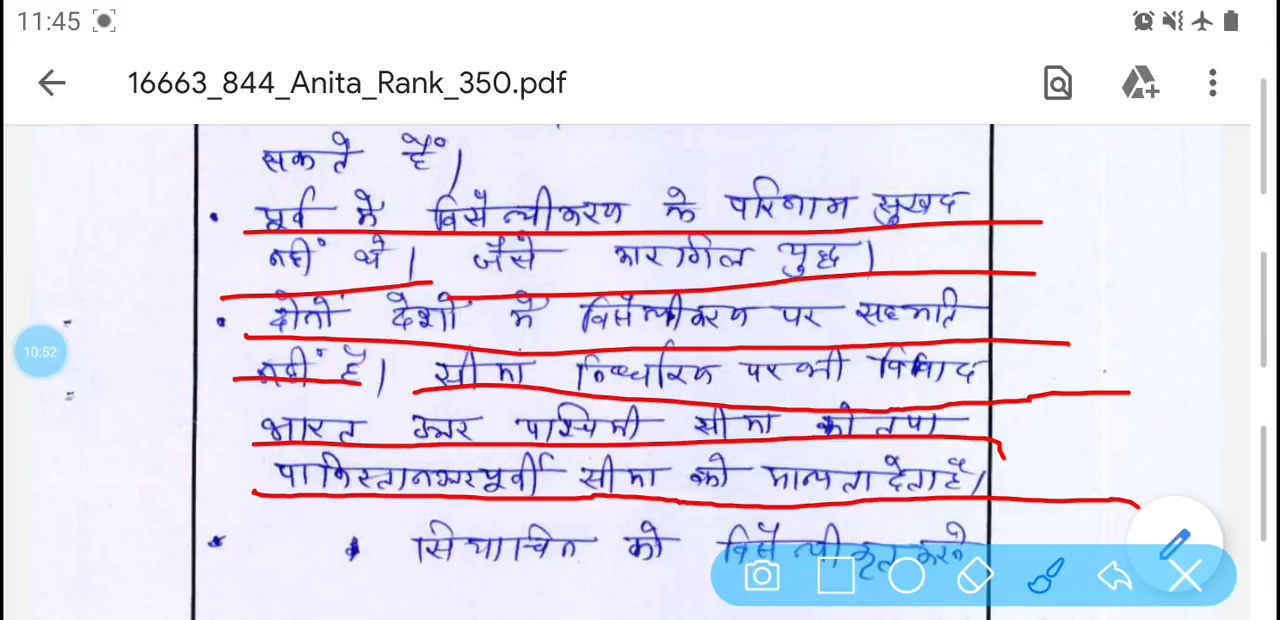 11:45
16663_844_Anita_Rank_350.pdf
सकते हैं।
• पूर्व में विसैन्यीकरण के परिणाम सुखद
नहीं थे। जैसे कारगिल युद्ध।
• दोनों देशों में विसैन्यीकरण पर सहमति
नहीं है। सीमा निर्धारण पर भी विवाद
भारत उत्तर पश्चिमी सीमा को तथा
पाकिस्तान उत्तर पूर्वी सीमा को मान्यता देता है।
• सियाचिन को विसैन्यीकृत करने
10:52